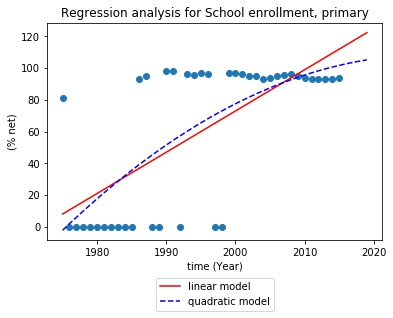 Regression analysis for School enrollment, primary
120
100
80
60
40
20
0
(% net)
1980 1990 2000 2010 2020
time (Year)
linear model
quadratic model